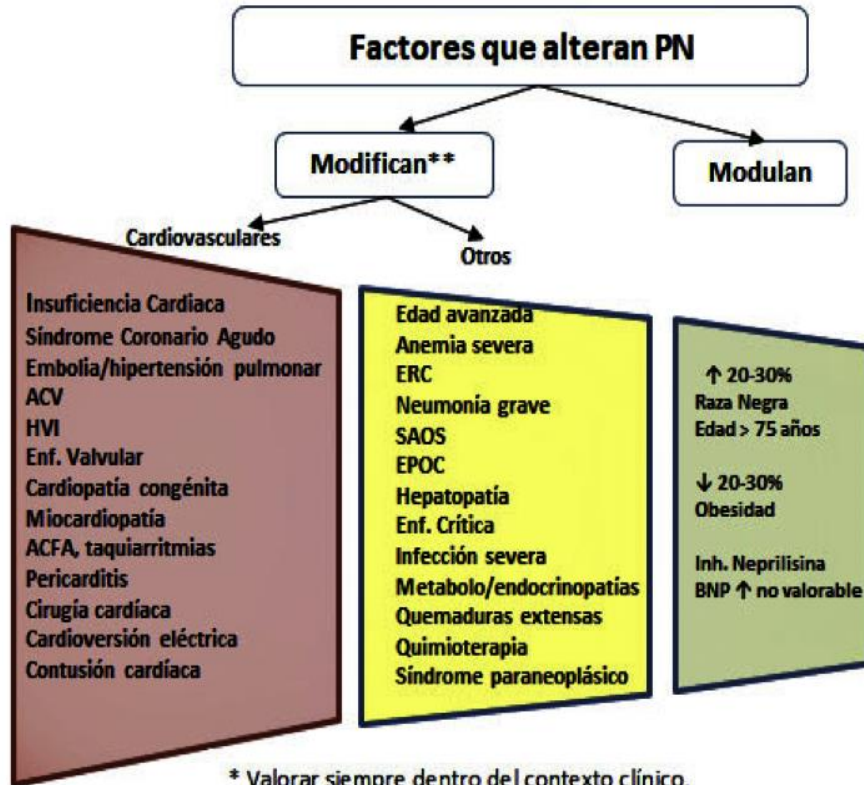 Factores que alteran PN
Modifican**
Modulan
Cardiovasculares
Otros
Insuficiencia Cardiaca
Síndrome Coronario Agudo
Embolia/hipertensión pulmonar
ACV
HVI
Enf. Valvular
Cardiopatía congénita
Miocardiopatía
ACFA, taquiarritmias
Pericarditis
Cirugía cardíaca
Cardioversión eléctrica
Contusión cardíaca
Edad avanzada
Anemia severa
ERC
Neumonía grave
SAOS
EPOC
Hepatopatía
Enf. Crítica
Infección severa
Metabolo/endocrinopatías
Quemaduras extensas
Quimioterapia
Síndrome paraneoplásico
↑ 20-30%
Raza Negra
Edad > 75 años
↓ 20-30%
Obesidad
Inh. Neprilisina
BNP ↑ no valorable
* Valorar siempre dentro del contexto clínico.